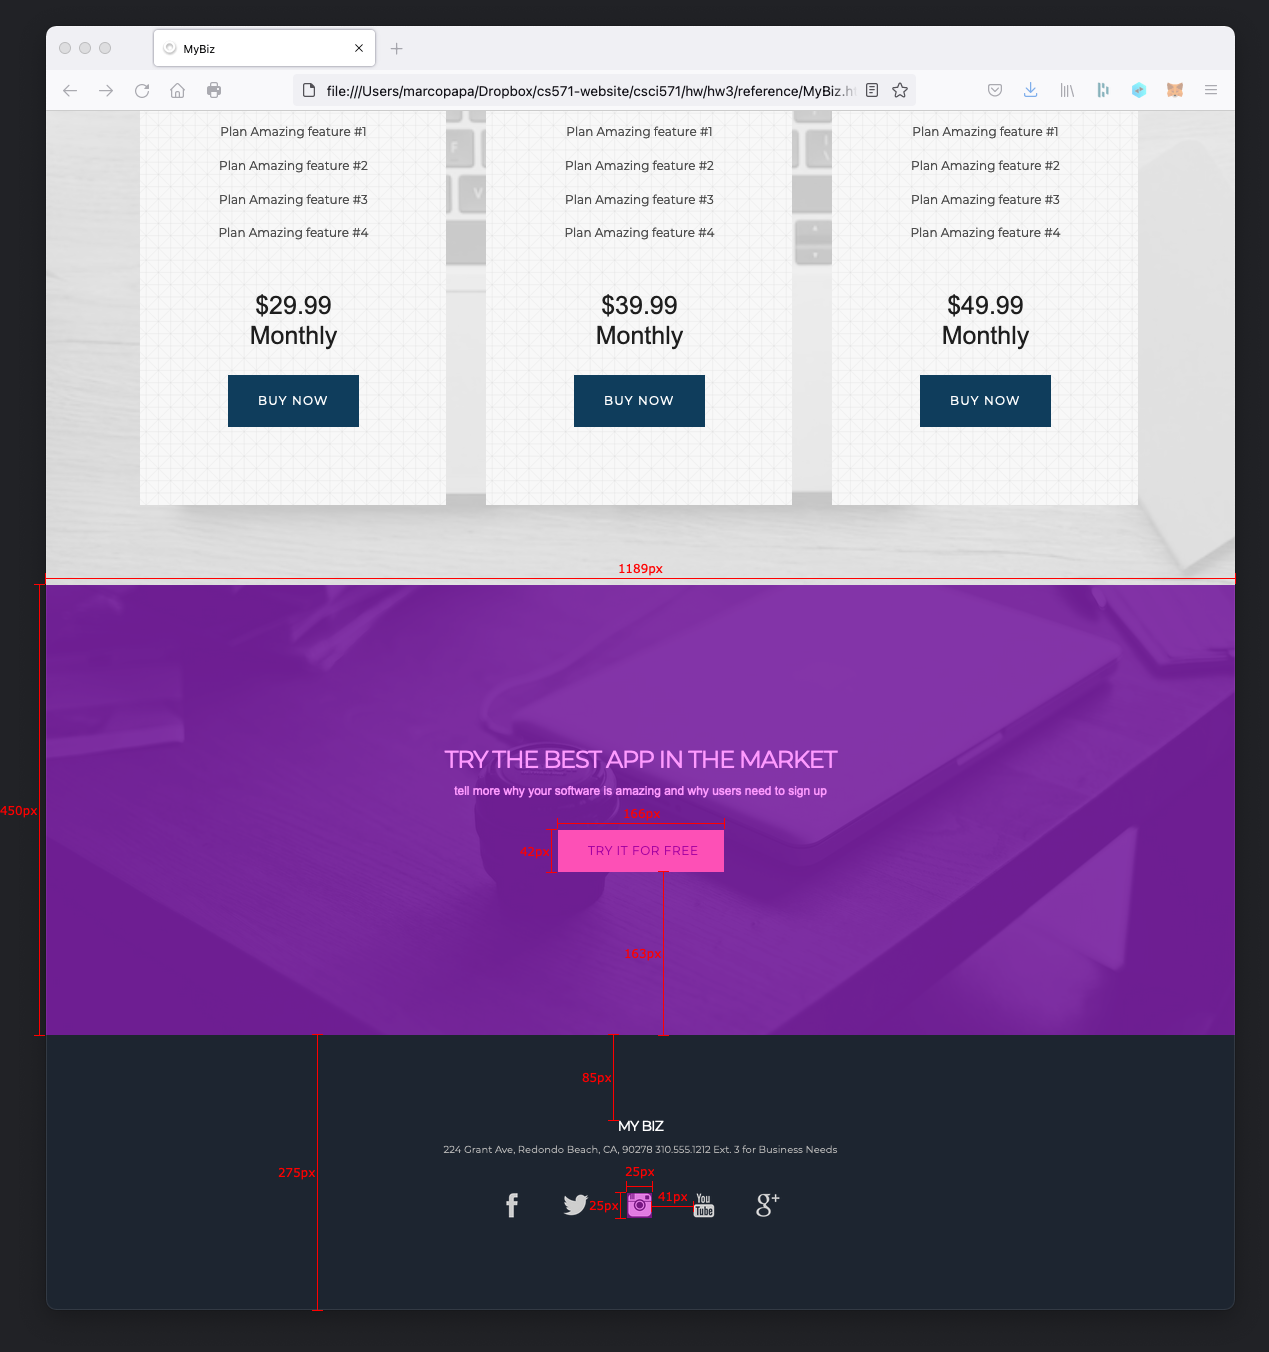 MyBiz
file:///Users/marcopapa/Dropbox/cs571-website/csci571/hw/hw3/reference/MyBiz.h
Plan Amazing feature #1 Plan Amazing feature #1 Plan Amazing feature #1
Plan Amazing feature #2 Plan Amazing feature #2 Plan Amazing feature #2
Plan Amazing feature #3 Plan Amazing feature #3 Plan Amazing feature #3
Plan Amazing feature #4 Plan Amazing feature #4 Plan Amazing feature #4
$29.99 $39.99 $49.99
Monthly Monthly Monthly
BUY NOW BUY NOW BUY NOW
1189px
TRY THE BEST APP IN THE MARKET
tell more why your software is amazing and why users need to sign up
450px
42px
TRY IT FOR FREE
85px
MY BIZ
224 Grant Ave, Redondo Beach, CA, 90278 310.555.1212 Ext. 3 for Business Needs
275px
25px
41px
25px
You
Tube
g+